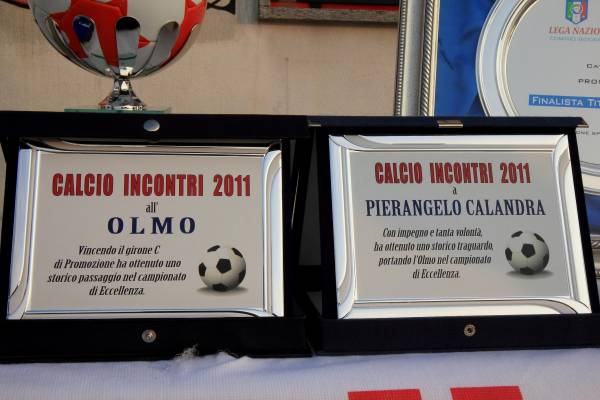 CALCIO INCONTRI 2011
all'
OLMO
Vincendo il girone C
di Promozione ha ottenuto uno
storico passaggio nel campionato
di Eccellenza.
CALCIO INCONTRI 2011
a
PIERANGELO CALANDRA
Con impegno e tanta volonià,
ha ottenuto uno storico traguardo,
portando l'Olmo nel campionato
di Eccellenza.
LEGA NAZIO
FINALISTA TIT